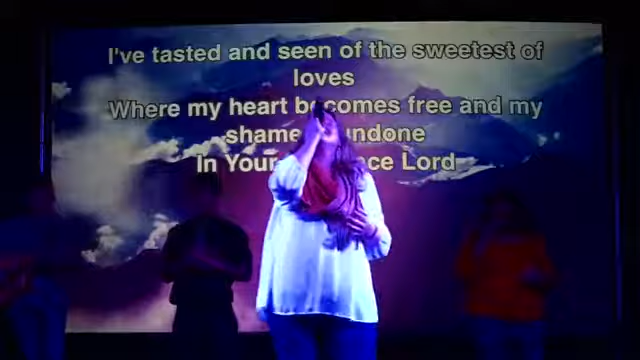 I've tasted and seen of the sweetest of
loves
Where my heart becomes free and my
shame undone
In Your Lord